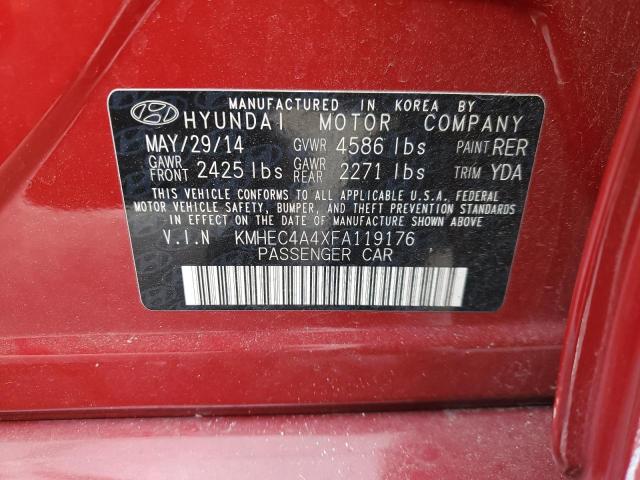 MANUFACTURED IN KOREA BY
HYUNDAI MOTOR COMPANY
MAY/29/14 GVWR 4586 lbs PAINT RER
GAWR FRONT 2425 lbs GAWR REAR 2271 lbs TRIM YDA
THIS VEHICLE CONFORMS TO ALL APPLICABLE U.S.A. FEDERAL
MOTOR VEHICLE SAFETY, BUMPER, AND THEFT PREVENTION STANDARDS
IN EFFECT ON THE DATE OF MANUFACTURE SHOWN ABOVE.
V.I.N KMHEC4A4XFA119176
PASSENGER CAR